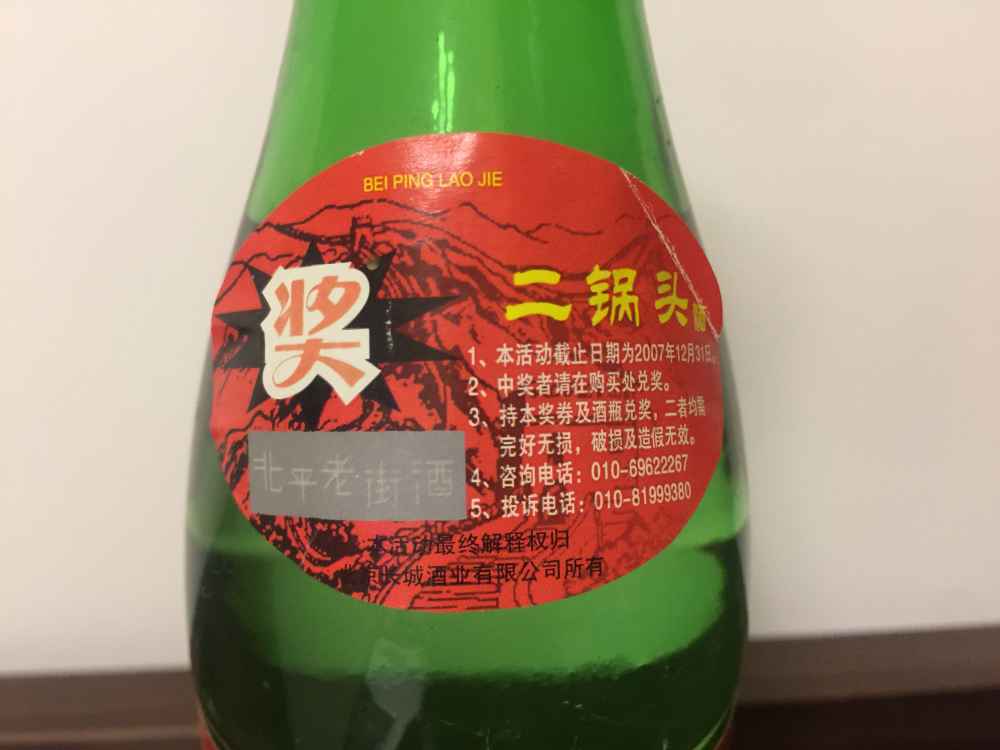 BEI PING LAO JIE
奖
二锅头
1、本活动截止日期为2007年12月31日。
2、中奖者请在购买处兑奖。
3、持本奖券及酒瓶兑奖，二者均需
完好无损，破损及造假无效。
4、咨询电话：010-69622267
5、投诉电话：010-81999380
北平老街酒
本活动最终解释权归
北京长城酒业有限公司所有